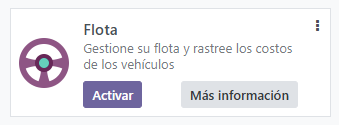 Flota
Gestione su flota y rastree los costos
de los vehículos
Activar
Más información